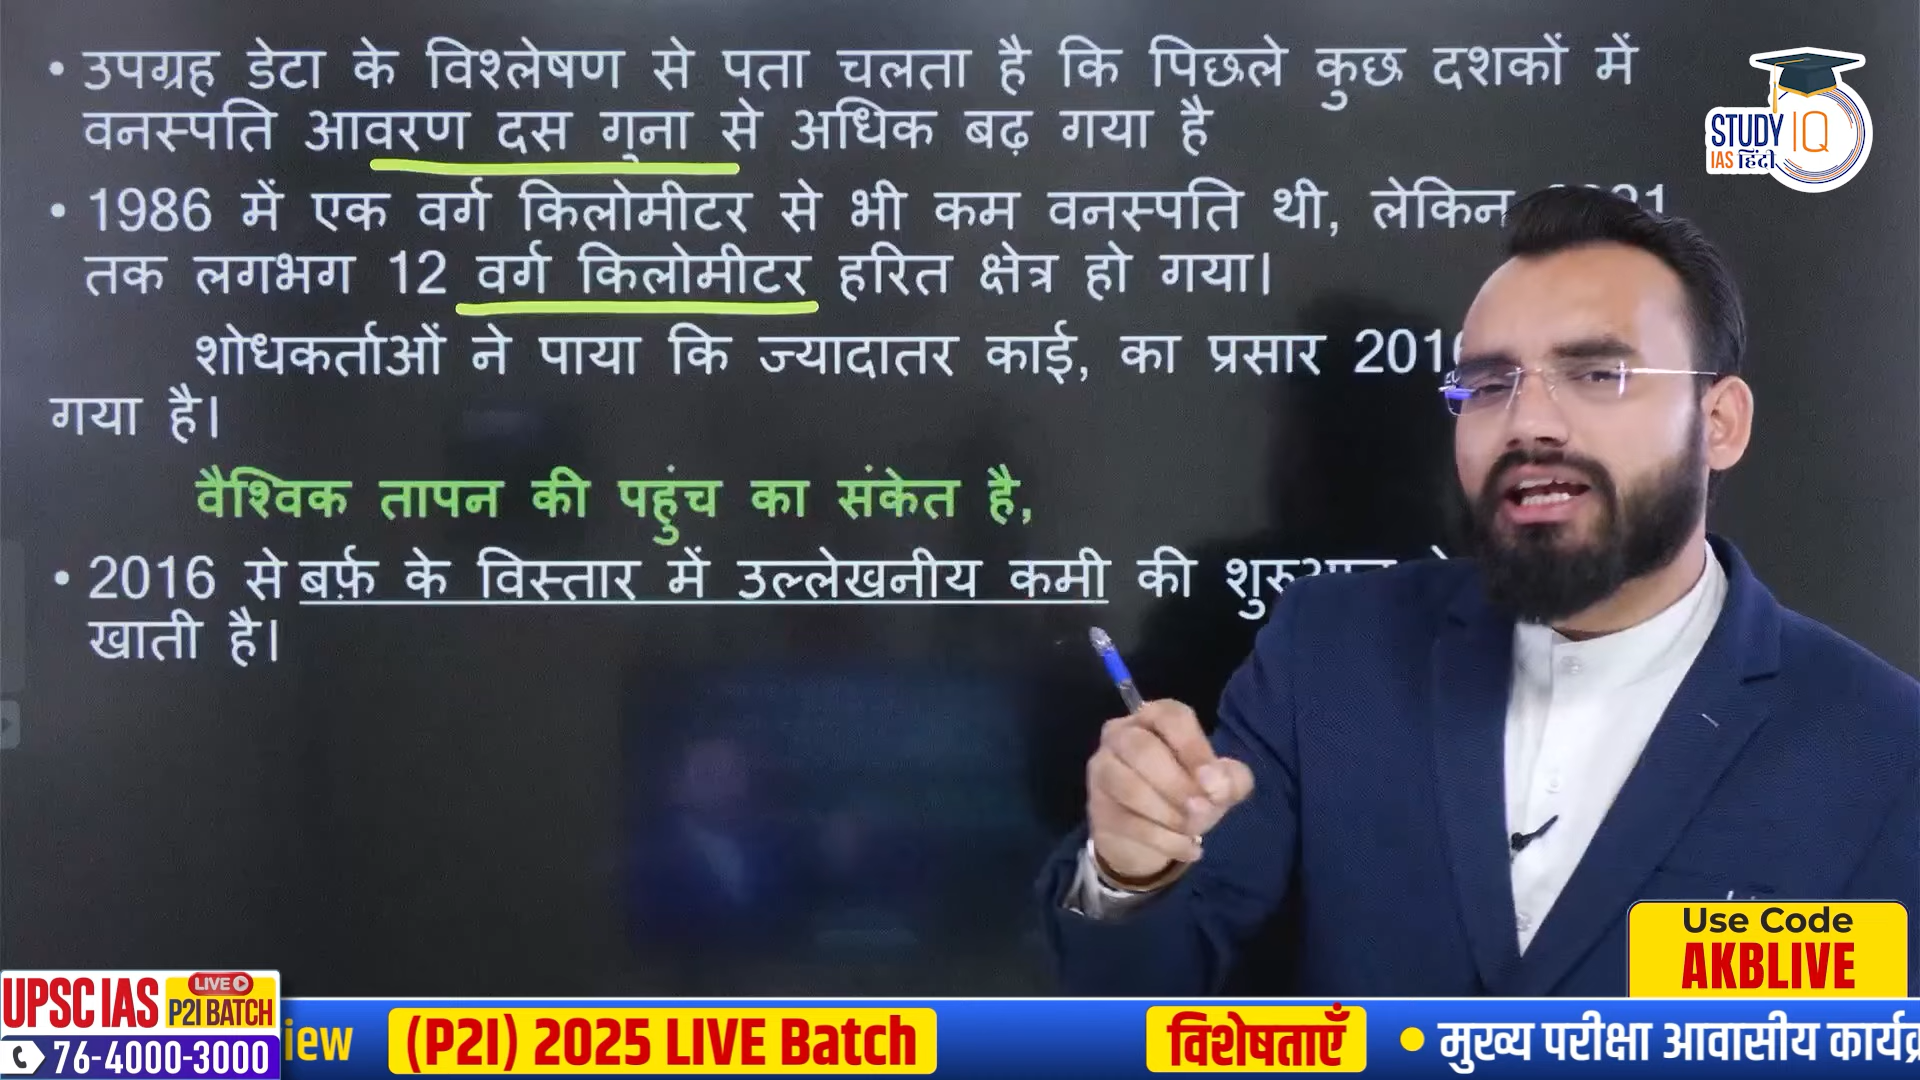 • उपग्रह डेटा के विश्लेषण से पता चलता है कि पिछले कुछ दशकों में
वनस्पति आवरण दस गुना से अधिक बढ़ गया है
• 1986 में एक वर्ग किलोमीटर से भी कम वनस्पति थी, लेकिन
तक लगभग 12 वर्ग किलोमीटर हरित क्षेत्र हो गया।
शोधकर्ताओं ने पाया कि ज्यादातर काई, का प्रसार
गया है।
वैश्विक तापन की पहुंच का संकेत है,
• 2016 से बर्फ़ के विस्तार में उल्लेखनीय कमी की
खाती है।
STUDY IQ
IAS हिंदी
Use Code
AKBLIVE
UPSC IAS
LIVE
P2I BATCH
76-4000-3000
(P2I) 2025 LIVE Batch
विशेषताएँ
• मुख्य परीक्षा आवासीय